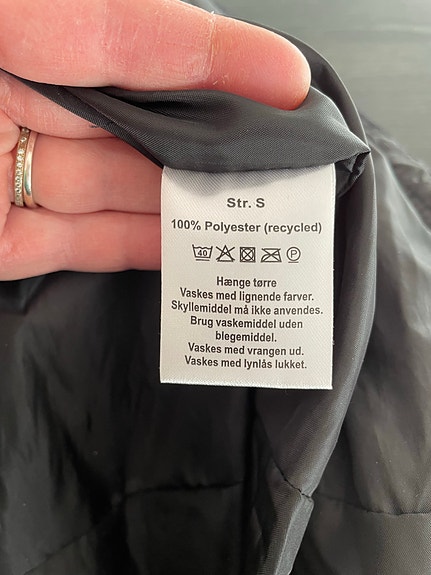 Str. S
100% Polyester (recycled)
40 P
Hænge tørre
Vaskes med lignende farver.
Skyllemiddel må ikke anvendes.
Brug vaskemiddel uden
blegemiddel.
Vaskes med vrangen ud.
Vaskes med lynlås lukket.